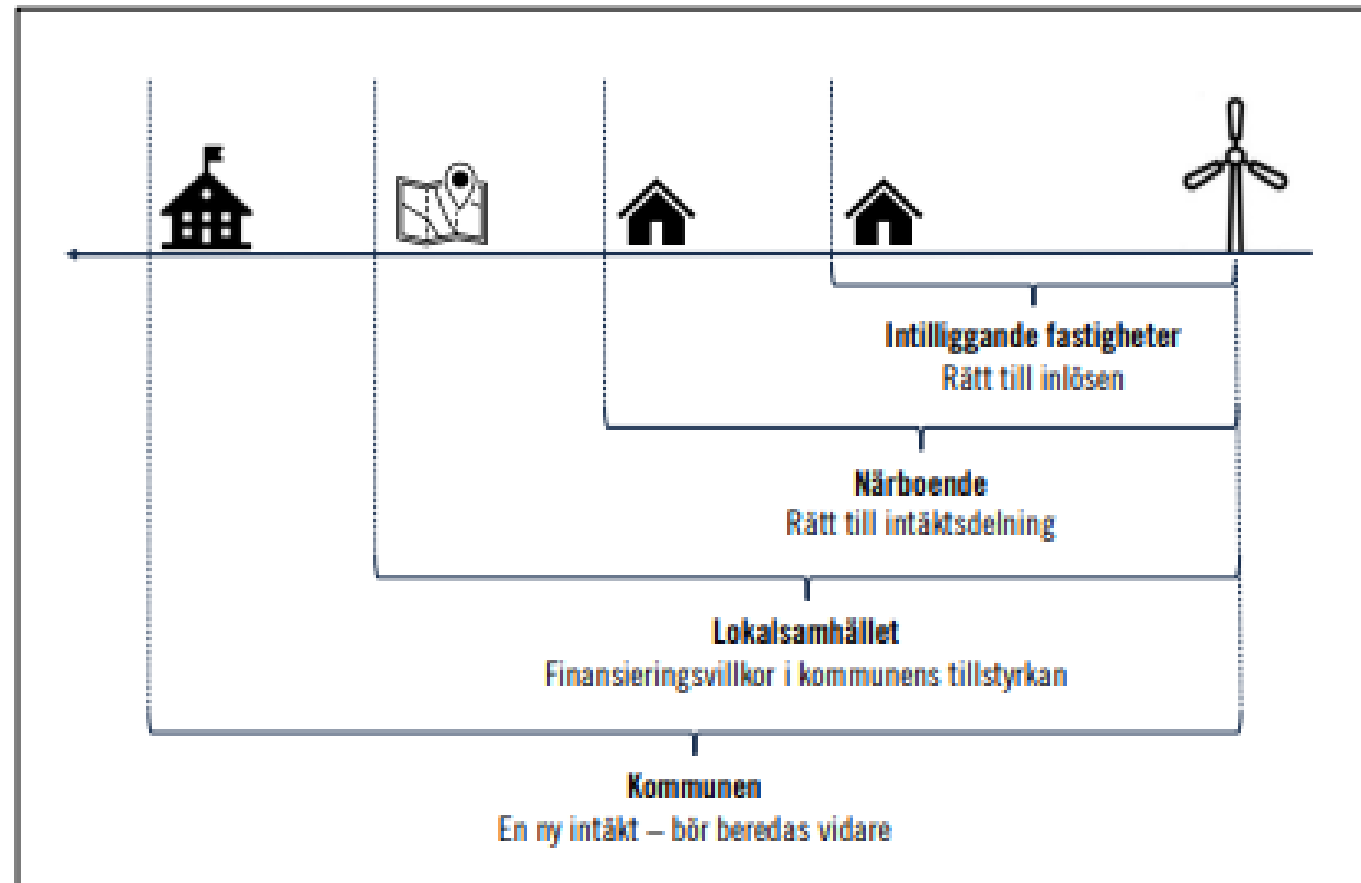 Intilliggande fastigheter
Rätt till inlösen
Närboende
Rätt till intäktsdelning
Lokalsamhället
Finansieringsvillkor i kommunens tillstyrkan
Kommunen
En ny intäkt – bör beredas vidare